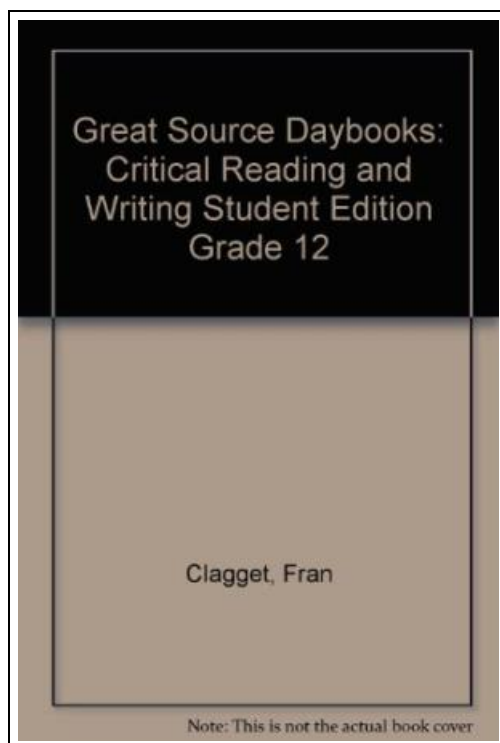 Great Source Daybooks:
Critical Reading and
Writing Student Edition
Grade 12
Clagget, Fran
Note: This is not the actual book cover